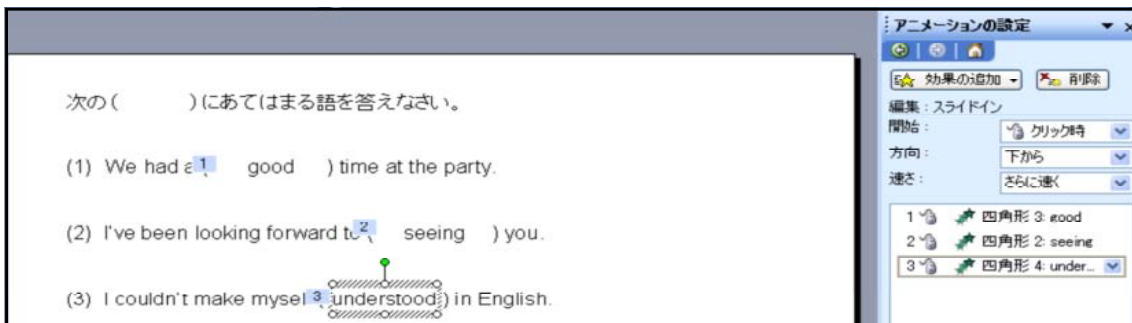 アニメーションの設定
効果の追加 削除
編集:スライドイン
開始: クリック時
方向: 下から
速さ: さらに速く
1 四角形 3: good
2 四角形 2: seeing
3 四角形 4: under...
次の( )にあてはまる語を答えなさい。
(1) We had a 1 ( good ) time at the party.
(2) I've been looking forward to 2 ( seeing ) you.
(3) I couldn't make mysel 3 ( understood ) in English.